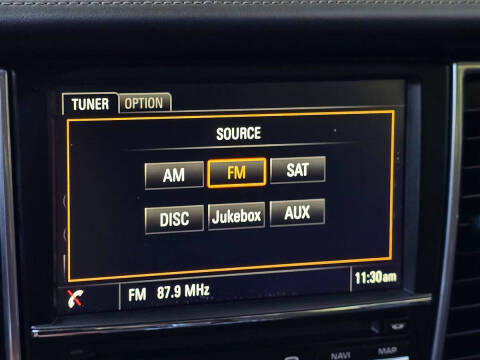 TUNER OPTION
SOURCE
AM FM SAT
DISC Jukebox AUX
FM 87.9 MHz 11:30am
NAVI MAP